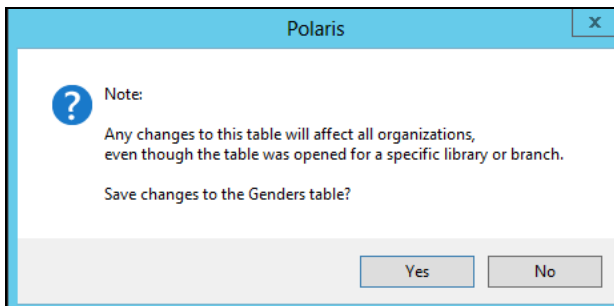 Polaris
x
?
Note:
Any changes to this table will affect all organizations,
even though the table was opened for a specific library or branch.
Save changes to the Genders table?
Yes No